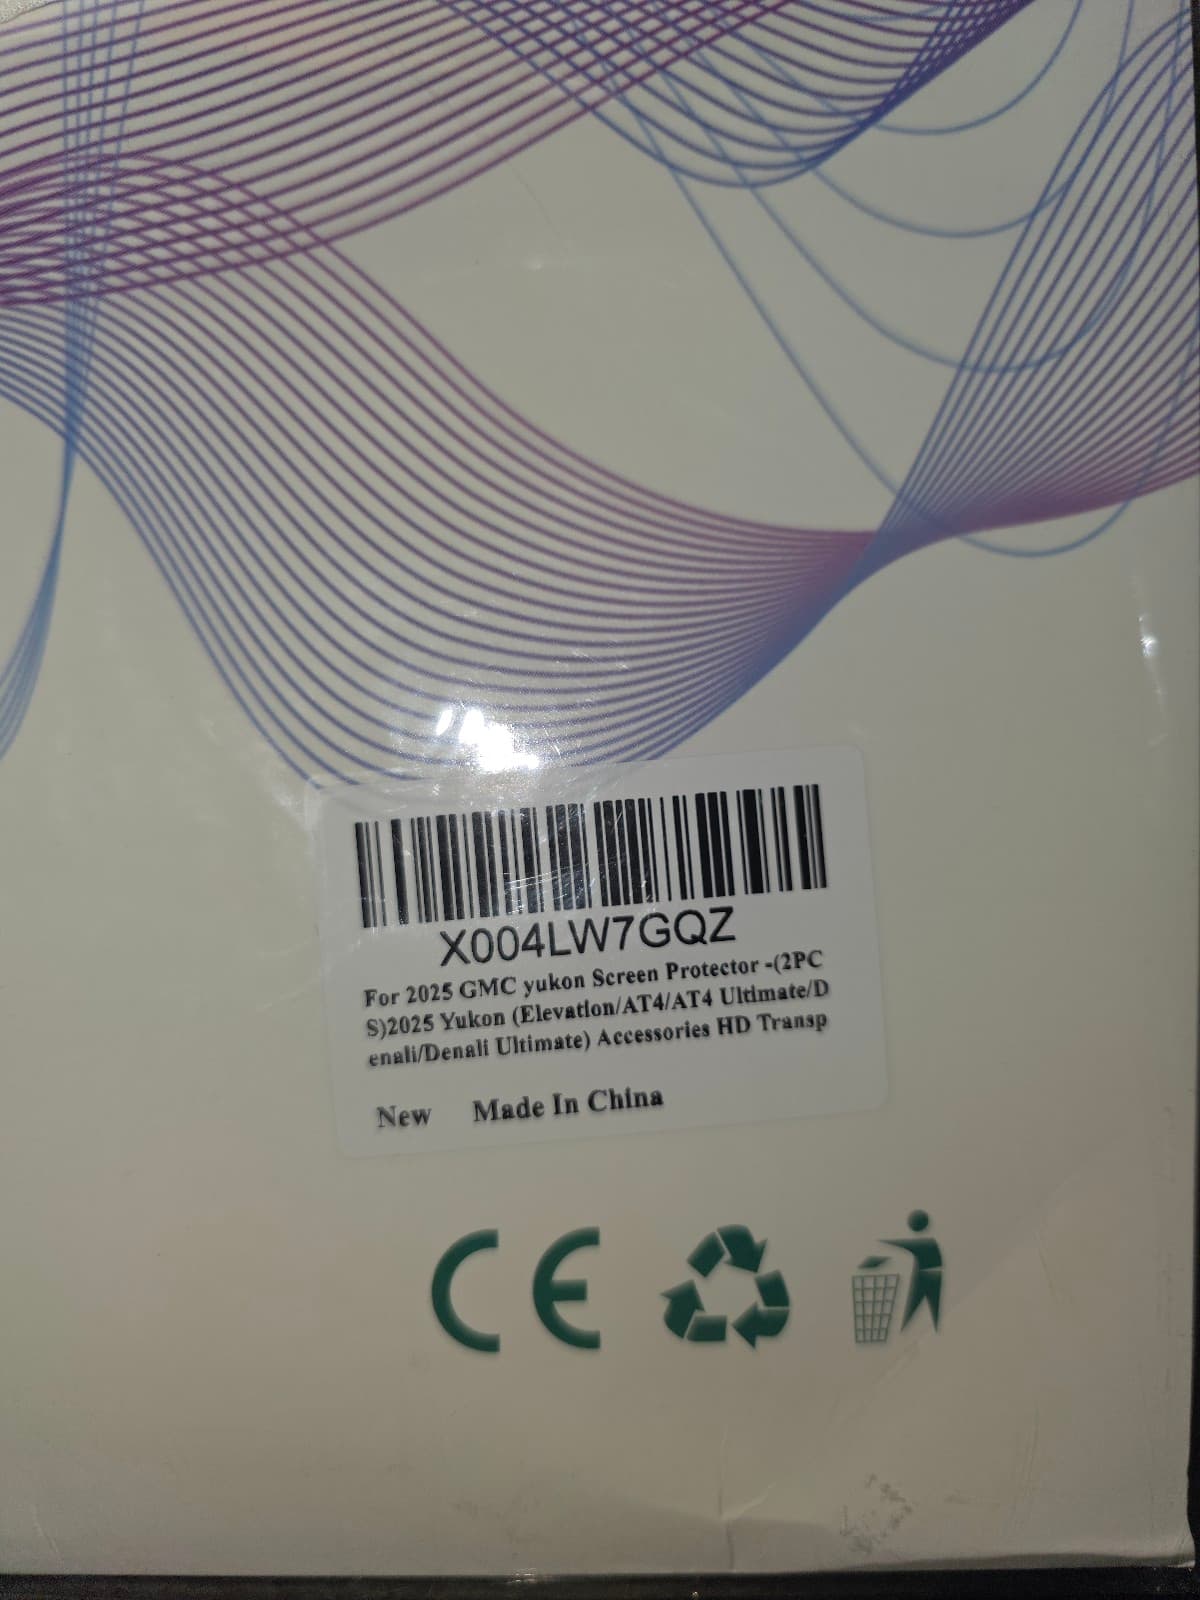 X004LW7GQZ
For 2025 GMC yukon Screen Protector -(2PC
S)2025 Yukon (Elevation/AT4/AT4 Ultimate/D
enali/Denali Ultimate) Accessories HD Transp
New Made In China
CE